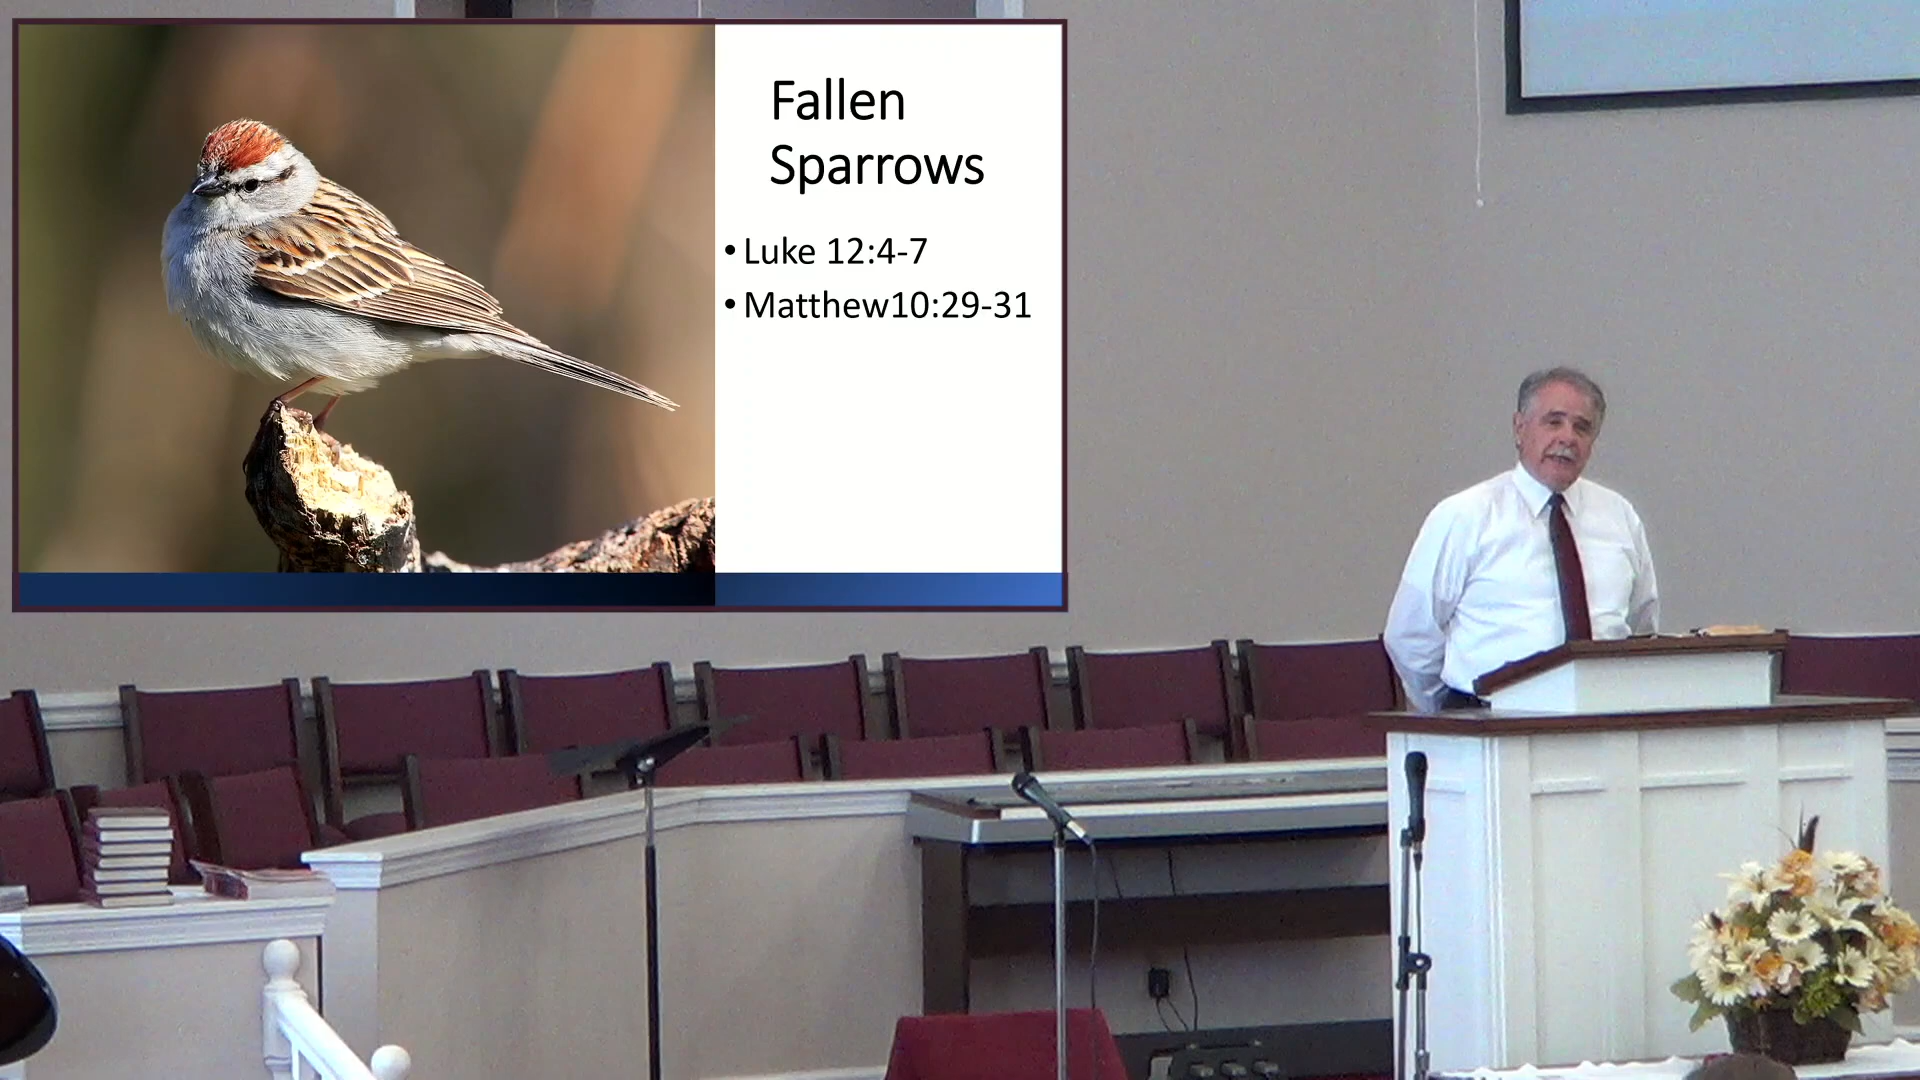 Fallen
Sparrows
• Luke 12:4-7
• Matthew10:29-31